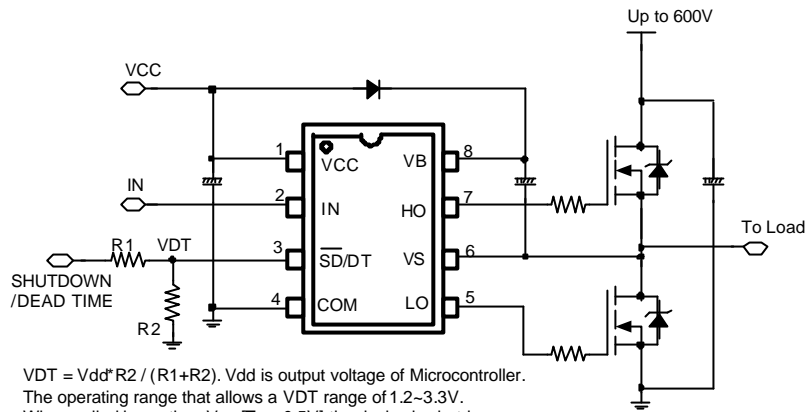 Up to 600V
VCC
1
VCC
VB
8
IN
2
IN
HO
7
To Load
R1
VDT
3
SD/DT
VS
6
SHUTDOWN
/DEAD TIME
R2
4
COM
LO
5
VDT = Vdd*R2 / (R1+R2). Vdd is output voltage of Microcontroller.
The operating range that allows a VDT range of 1.2~3.3V.